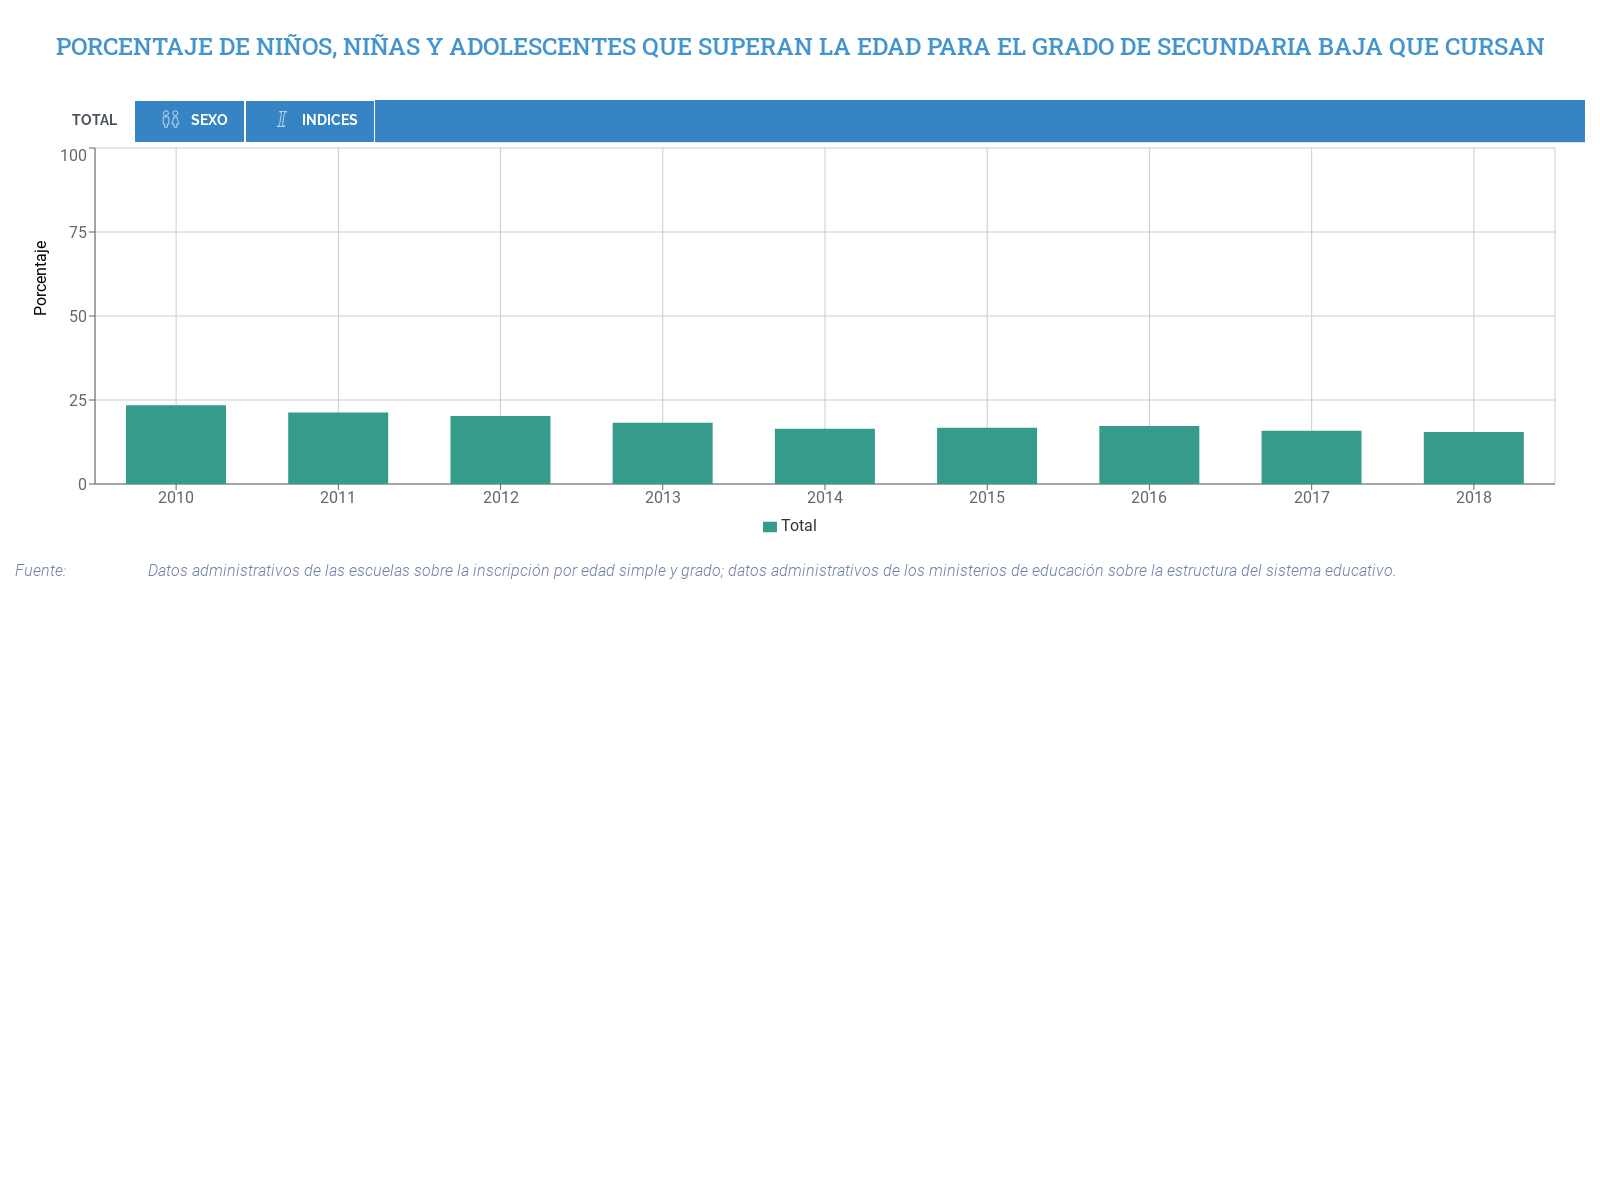 PORCENTAJE DE NIÑOS, NIÑAS Y ADOLESCENTES QUE SUPERAN LA EDAD PARA EL GRADO DE SECUNDARIA BAJA QUE CURSAN
TOTAL SEXO INDICES
100
75
50
25
0
Porcentaje
2010 2011 2012 2013 2014 2015 2016 2017 2018
Total
Fuente: Datos administrativos de las escuelas sobre la inscripción por edad simple y grado; datos administrativos de los ministerios de educación sobre la estructura del sistema educativo.